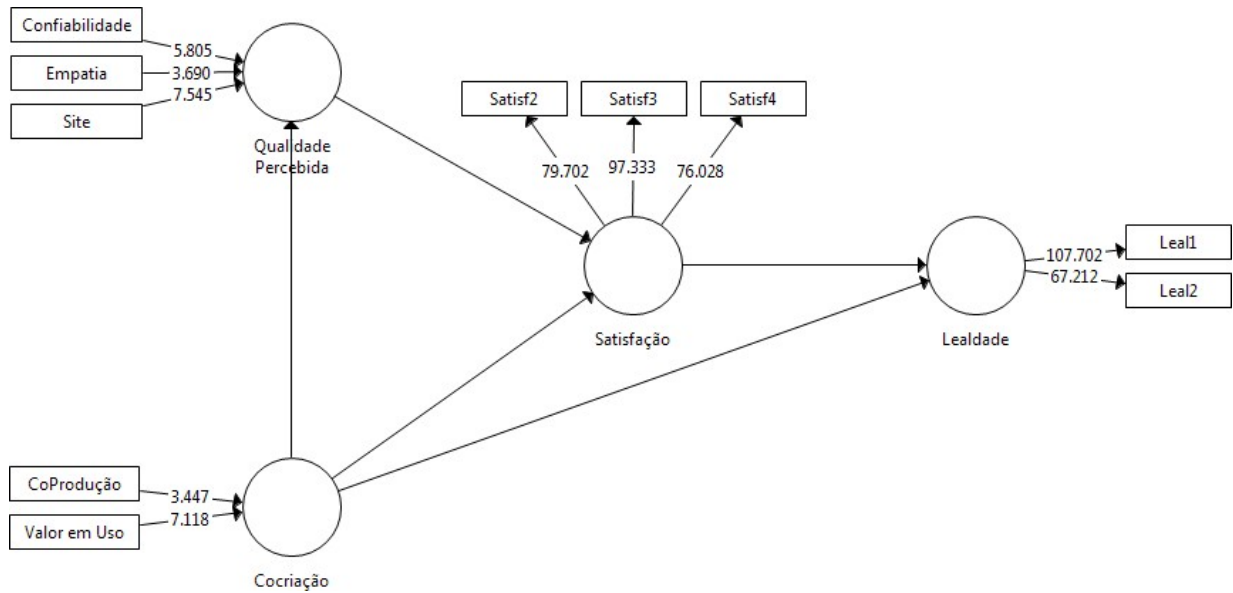 Confiabilidade
5.805
Empatia
3.690
7.545
Site
Qualidade
Percebida
Satisf2
Satisf3
Satisf4
79.702
97.333
76.028
Satisfação
107.702
67.212
Leal1
Leal2
Lealdade
CoProdução
3.447
Valor em Uso
7.118
Cocriação